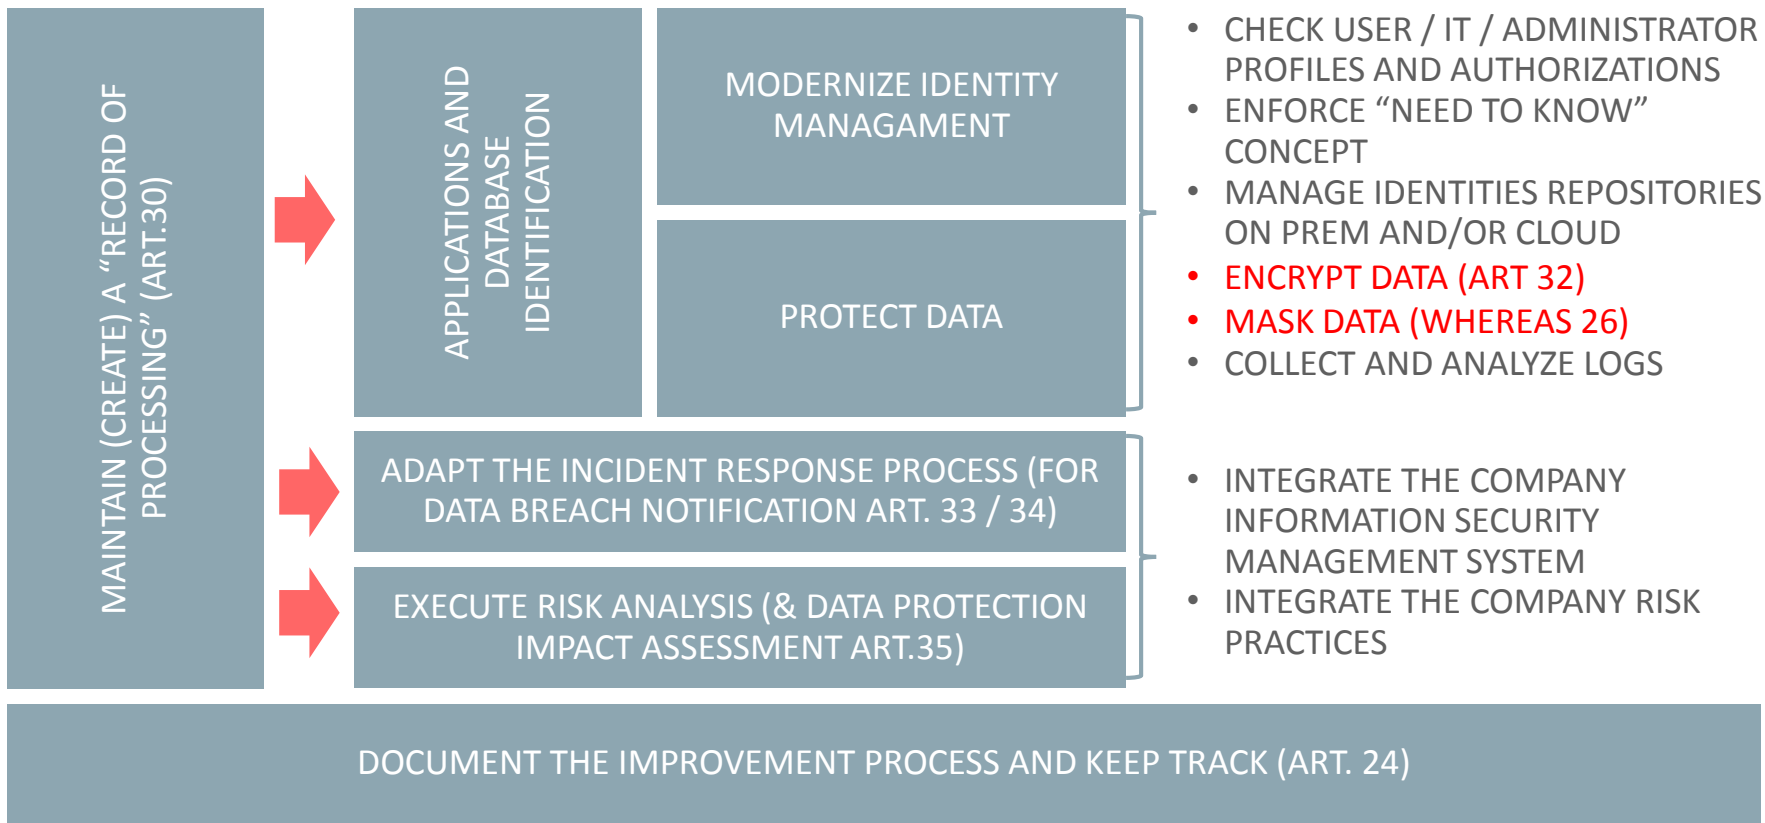 MAINTAIN (CREATE) A “RECORD OF
PROCESSING” (ART.30)
APPLICATIONS AND
DATABASE
IDENTIFICATION
MODERNIZE IDENTITY
MANAGAMENT
PROTECT DATA
• CHECK USER / IT / ADMINISTRATOR
PROFILES AND AUTHORIZATIONS
• ENFORCE “NEED TO KNOW”
CONCEPT
• MANAGE IDENTITIES REPOSITORIES
ON PREM AND/OR CLOUD
• ENCRYPT DATA (ART 32)
• MASK DATA (WHEREAS 26)
• COLLECT AND ANALYZE LOGS
ADAPT THE INCIDENT RESPONSE PROCESS (FOR
DATA BREACH NOTIFICATION ART. 33 / 34)
EXECUTE RISK ANALYSIS (& DATA PROTECTION
IMPACT ASSESSMENT ART.35)
• INTEGRATE THE COMPANY
INFORMATION SECURITY
MANAGEMENT SYSTEM
• INTEGRATE THE COMPANY RISK
PRACTICES
DOCUMENT THE IMPROVEMENT PROCESS AND KEEP TRACK (ART. 24)